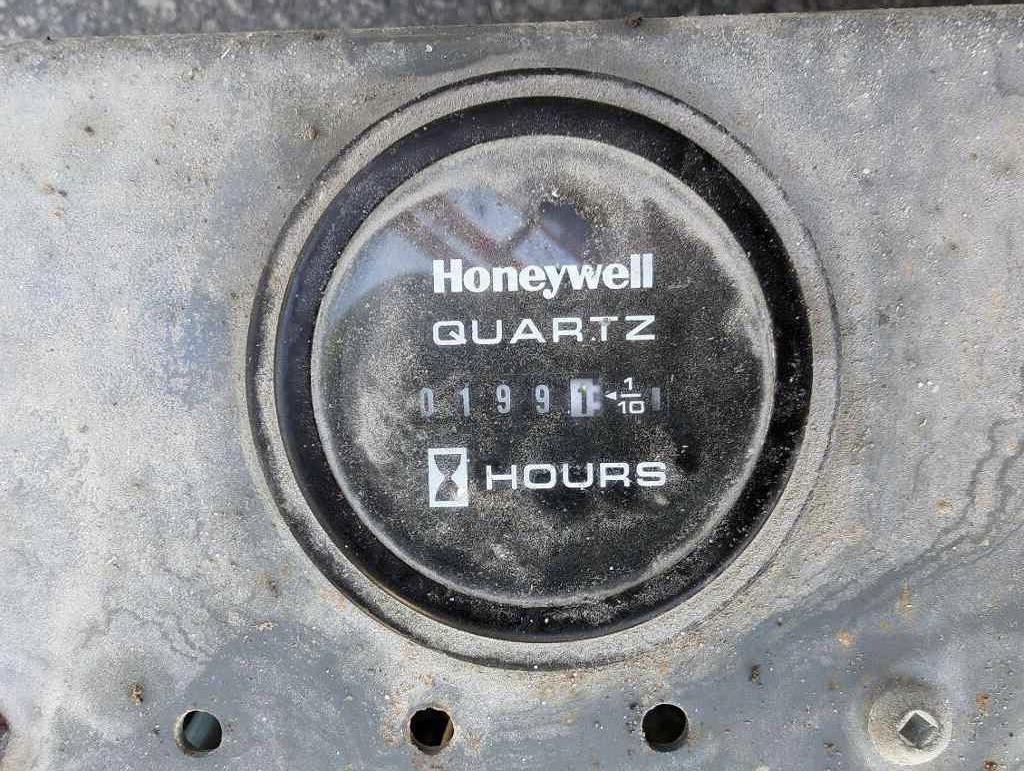 Honeywell
QUARTZ
0 1 9 9 1 ◄ 1/10
HOURS